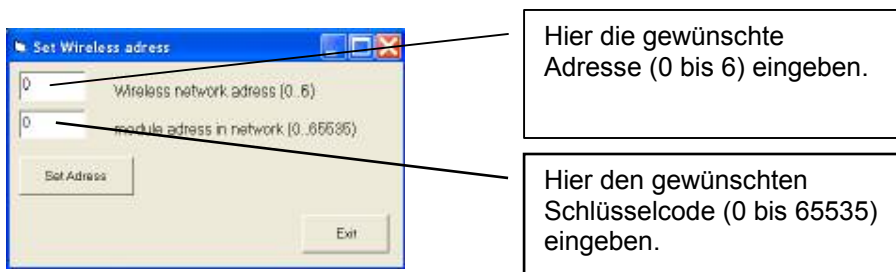 Set Wireless adress
0
Wireless network adress (0..6)
0
module adress in network (0..65535)
Set Adress
Exit
Hier die gewünschte
Adresse (0 bis 6) eingeben.
Hier den gewünschten
Schlüsselcode (0 bis 65535)
eingeben.